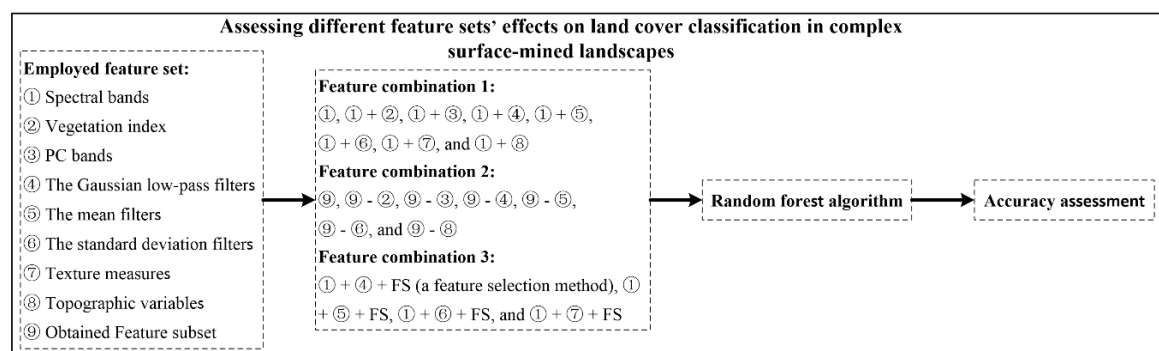 Assessing different feature sets' effects on land cover classification in complex
surface-mined landscapes
Employed feature set:
① Spectral bands
② Vegetation index
③ PC bands
④ The Gaussian low-pass filters
⑤ The mean filters
⑥ The standard deviation filters
⑦ Texture measures
⑧ Topographic variables
⑨ Obtained Feature subset
Feature combination 1:
①, ① + ②, ① + ③, ① + ④, ① + ⑤,
① + ⑥, ① + ⑦, and ① + ⑧
Feature combination 2:
⑨, ⑨ - ②, ⑨ - ③, ⑨ - ④, ⑨ - ⑤,
⑨ - ⑥, and ⑨ - ⑧
Feature combination 3:
① + ④ + FS (a feature selection method), ①
+ ⑤ + FS, ① + ⑥ + FS, and ① + ⑦ + FS
Random forest algorithm
Accuracy assessment